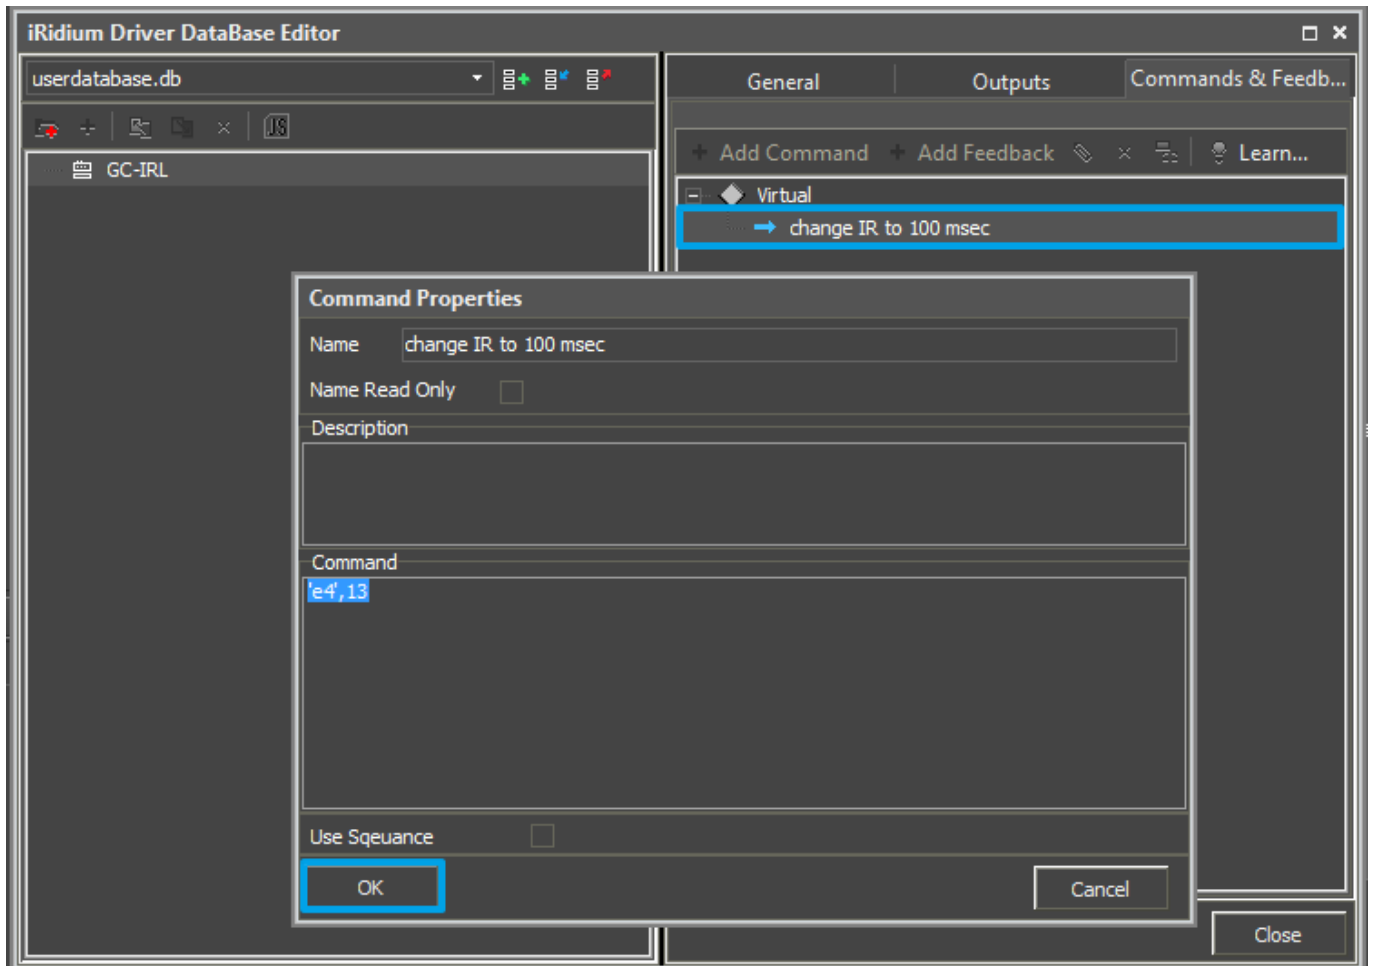 iRidium Driver DataBase Editor
userdatabase.db
General
Outputs
Commands & Feedb...
JS
Add Command
Add Feedback
Learn...
GC-IRL
Virtual
change IR to 100 msec
Command Properties
Name
change IR to 100 msec
Name Read Only
Description
Command
'e4',13
Use Sqeuance
OK
Cancel
Close